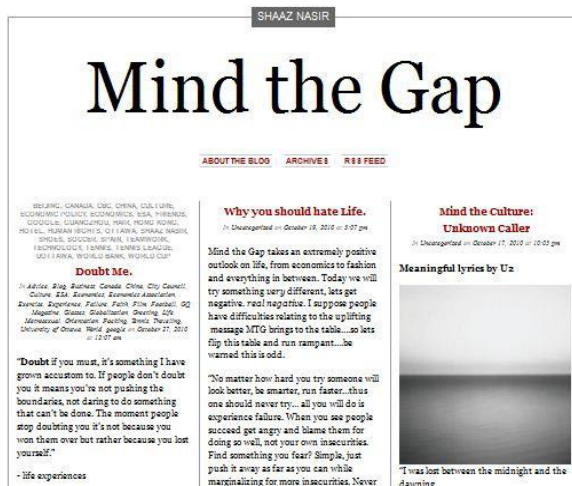 SHAAZ NASIR
Mind the Gap
ABOUT THE BLOG ARCHIVES RSS FEED
BEIJING, CANADA, CBC, CHINA, CULTURE,
ECONOMIC POLICY, ECONOMICS, ESA, FRIENDS,
GOOGLE, GUANGZHOU, HAIR, HONG KONG,
HOTEL, HUMAN RIGHTS, OTTAWA, SHAAZ NASIR,
SHOES, SOCCER, SPAIN, TEAMWORK,
TECHNOLOGY, TENNIS, TENNIS LEAGUE,
UOTTAWA, WORLD BANK, WORLD CUP
Doubt Me.
In Advice, Blog, Business, Canada, China, City Council,
Culture, ESA, Economics, Economics Association,
Exercise, Experience, Failure, Faith, Film, Football, GQ
Magazine, Glasses, Globalization, Greeting, Life,
Metrosexual, Orientation, Packing, Tennis, Traveling,
University of Ottawa, World, google on October 27, 2010
at 12:07 am
"Doubt if you must, it's something I have
grown accustom to. If people don't doubt
you it means you're not pushing the
boundaries, not daring to do something
that can't be done. The moment people
stop doubting you it's not because you
won them over but rather because you lost
yourself."
- life experiences
Why you should hate Life.
In Uncategorized on October 19, 2010 at 3:07 pm
Mind the Gap takes an extremely positive
outlook on life, from economics to fashion
and everything in between. Today we will
try something very different, lets get
negative. real negative. I suppose people
have difficulties relating to the uplifting
message MTG brings to the table....so lets
flip this table and run rampant....be
warned this is odd.
"No matter how hard you try someone will
look better, be smarter, run faster...thus
one should never try... all you will do is
experience failure. When you see people
succeed get angry and blame them for
doing so well, not your own insecurities.
Find something you fear? Simple, just
push it away as far as you can while
marginalizing for more insecurities. Never
Mind the Culture:
Unknown Caller
In Uncategorized on October 17, 2010 at 10:03 pm
Meaningful lyrics by U2
"I was lost between the midnight and the
dawning